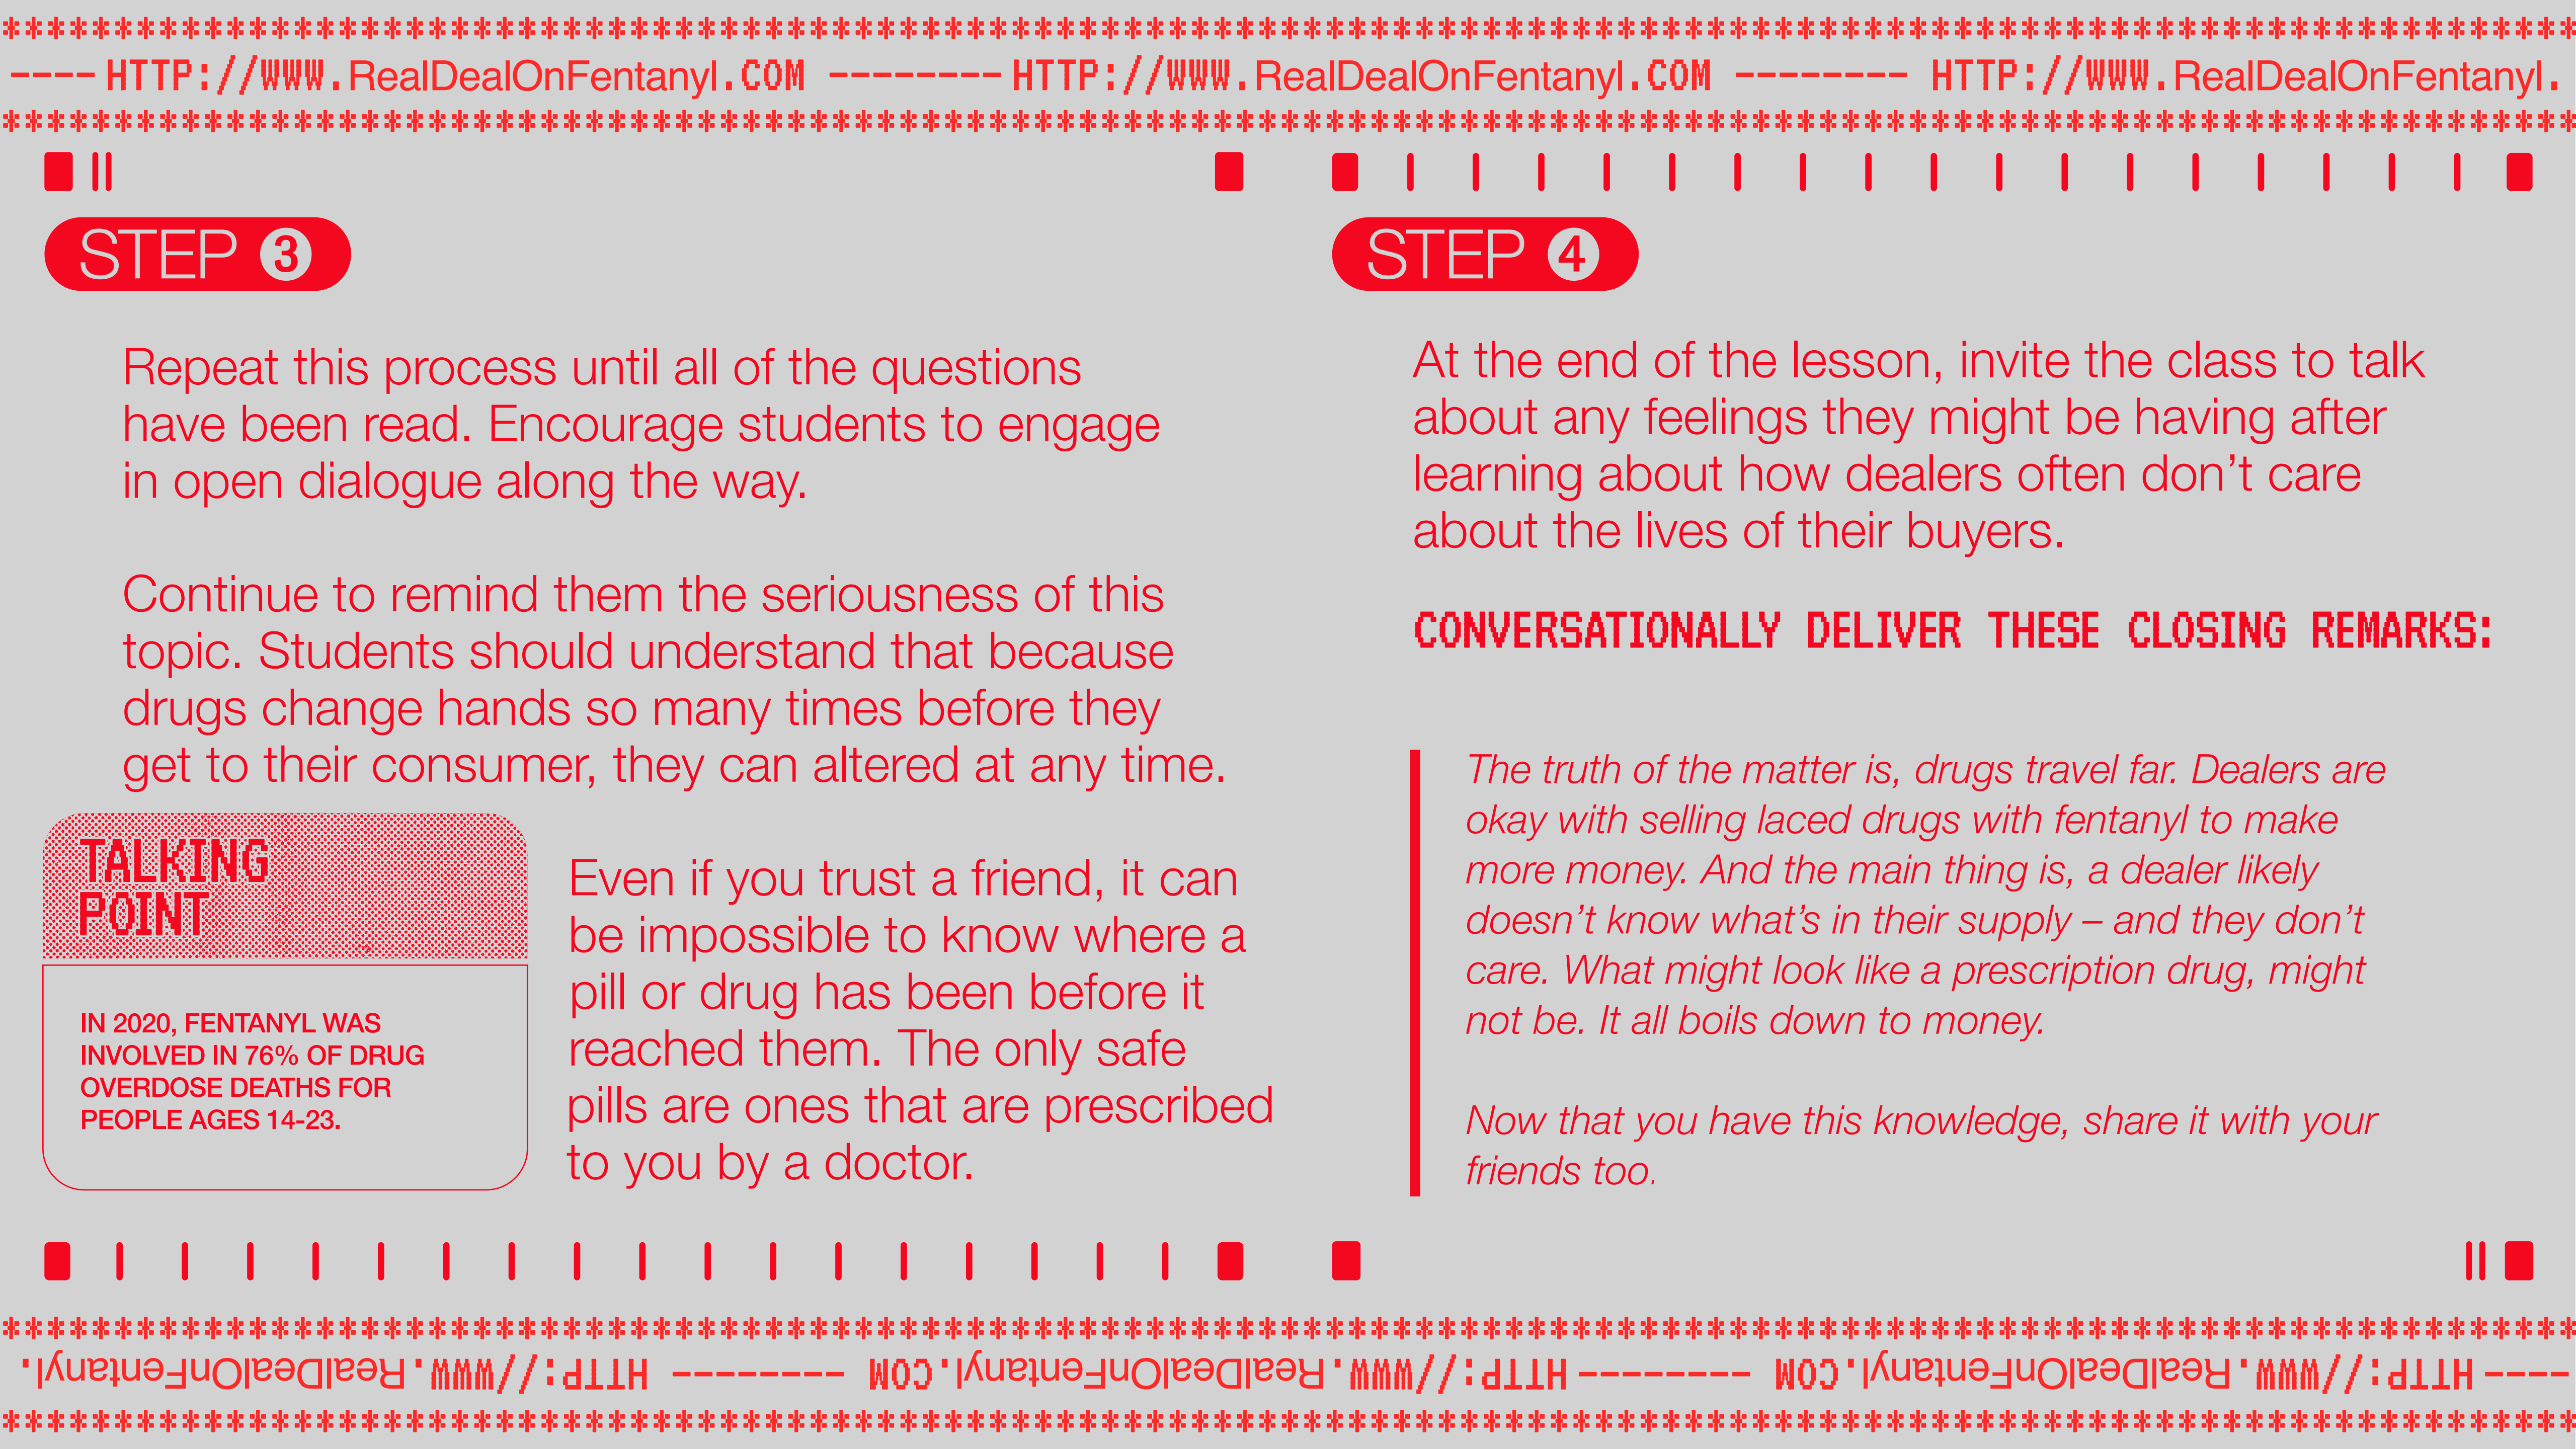 ****************************************************************************************************
---- HTTP://WWW.RealDealOnFentanyl.COM -------- HTTP://WWW.RealDealOnFentanyl.COM -------- HTTP://WWW.RealDealOnFentanyl.
****************************************************************************************************
STEP 3
Repeat this process until all of the questions
have been read. Encourage students to engage
in open dialogue along the way.
Continue to remind them the seriousness of this
topic. Students should understand that because
drugs change hands so many times before they
get to their consumer, they can altered at any time.
TALKING
POINT
IN 2020, FENTANYL WAS
INVOLVED IN 76% OF DRUG
OVERDOSE DEATHS FOR
PEOPLE AGES 14-23.
Even if you trust a friend, it can
be impossible to know where a
pill or drug has been before it
reached them. The only safe
pills are ones that are prescribed
to you by a doctor.
STEP 4
At the end of the lesson, invite the class to talk
about any feelings they might be having after
learning about how dealers often don’t care
about the lives of their buyers.
CONVERSATIONALLY DELIVER THESE CLOSING REMARKS:
The truth of the matter is, drugs travel far. Dealers are
okay with selling laced drugs with fentanyl to make
more money. And the main thing is, a dealer likely
doesn’t know what’s in their supply – and they don’t
care. What might look like a prescription drug, might
not be. It all boils down to money.
Now that you have this knowledge, share it with your
friends too.
****************************************************************************************************
---- HTTP://WWW.RealDealOnFentanyl.COM -------- HTTP://WWW.RealDealOnFentanyl.COM -------- HTTP://WWW.RealDealOnFentanyl.
****************************************************************************************************